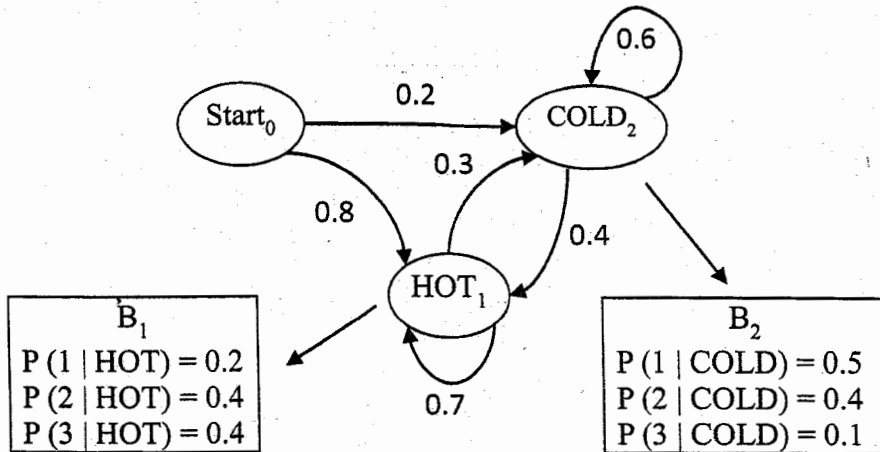 0.6
Start₀
0.2
COLD₂
0.3
0.8
0.4
HOT₁
B₁
P (1 | HOT) = 0.2
P (2 | HOT) = 0.4
P (3 | HOT) = 0.4
0.7
B₂
P (1 | COLD) = 0.5
P (2 | COLD) = 0.4
P (3 | COLD) = 0.1